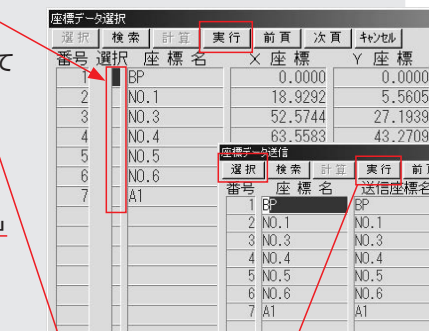 座標データ選択
選択 検索 計算 実行 前頁 次頁 キャンセル
番号 選択 座標名 X座標 Y座標
1 BP 0.0000 0.0000
2 NO.1 18.9292 5.5605
3 NO.3 52.5744 27.1939
4 NO.4 63.5583 43.2709
5 NO.5
6 NO.6
7 A1
座標データ送信
選択 検索 計算 実行 前
番号 座標名 送信座標名
1 BP BP
2 NO.1 NO.1
3 NO.3 NO.3
4 NO.4 NO.4
5 NO.5 NO.5
6 NO.6 NO.6
7 A1 A1
て
」